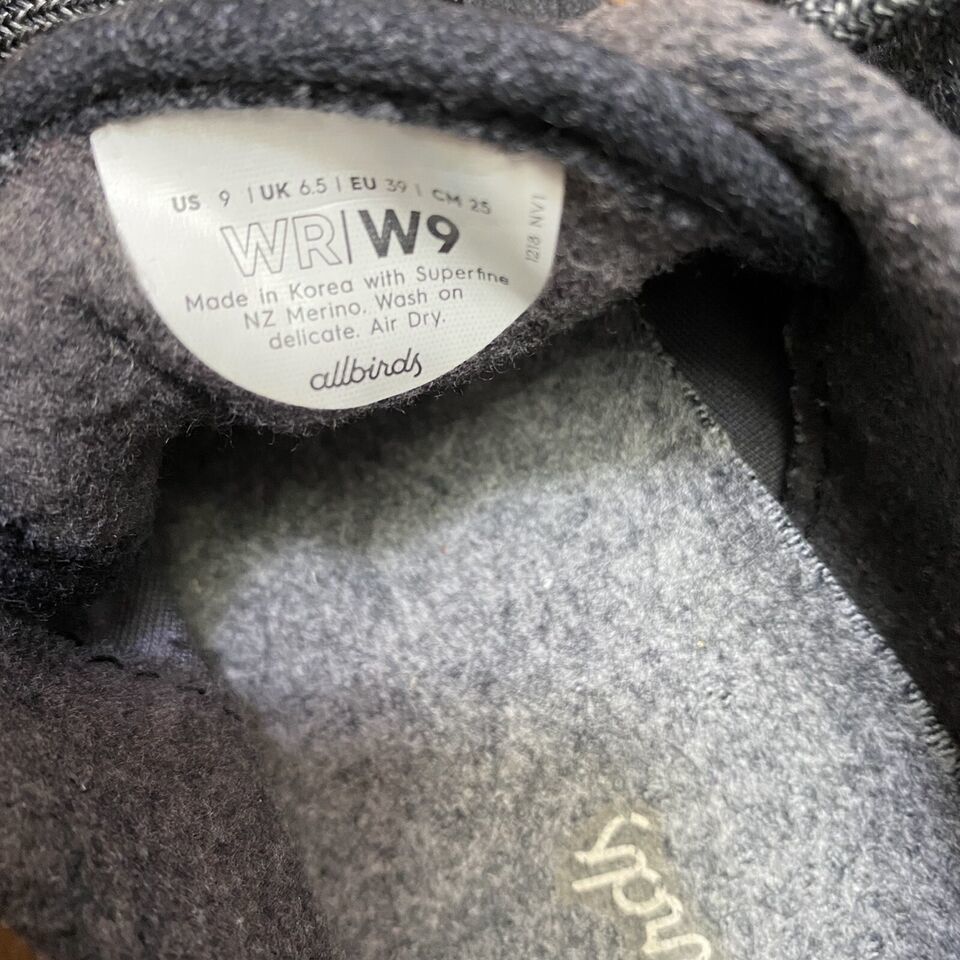 US 9 | UK 6.5 | EU 39 | CM 25
WR|W9
Made in Korea with Superfine
NZ Merino. Wash on
delicate. Air Dry.
allbirds
1218 NV1